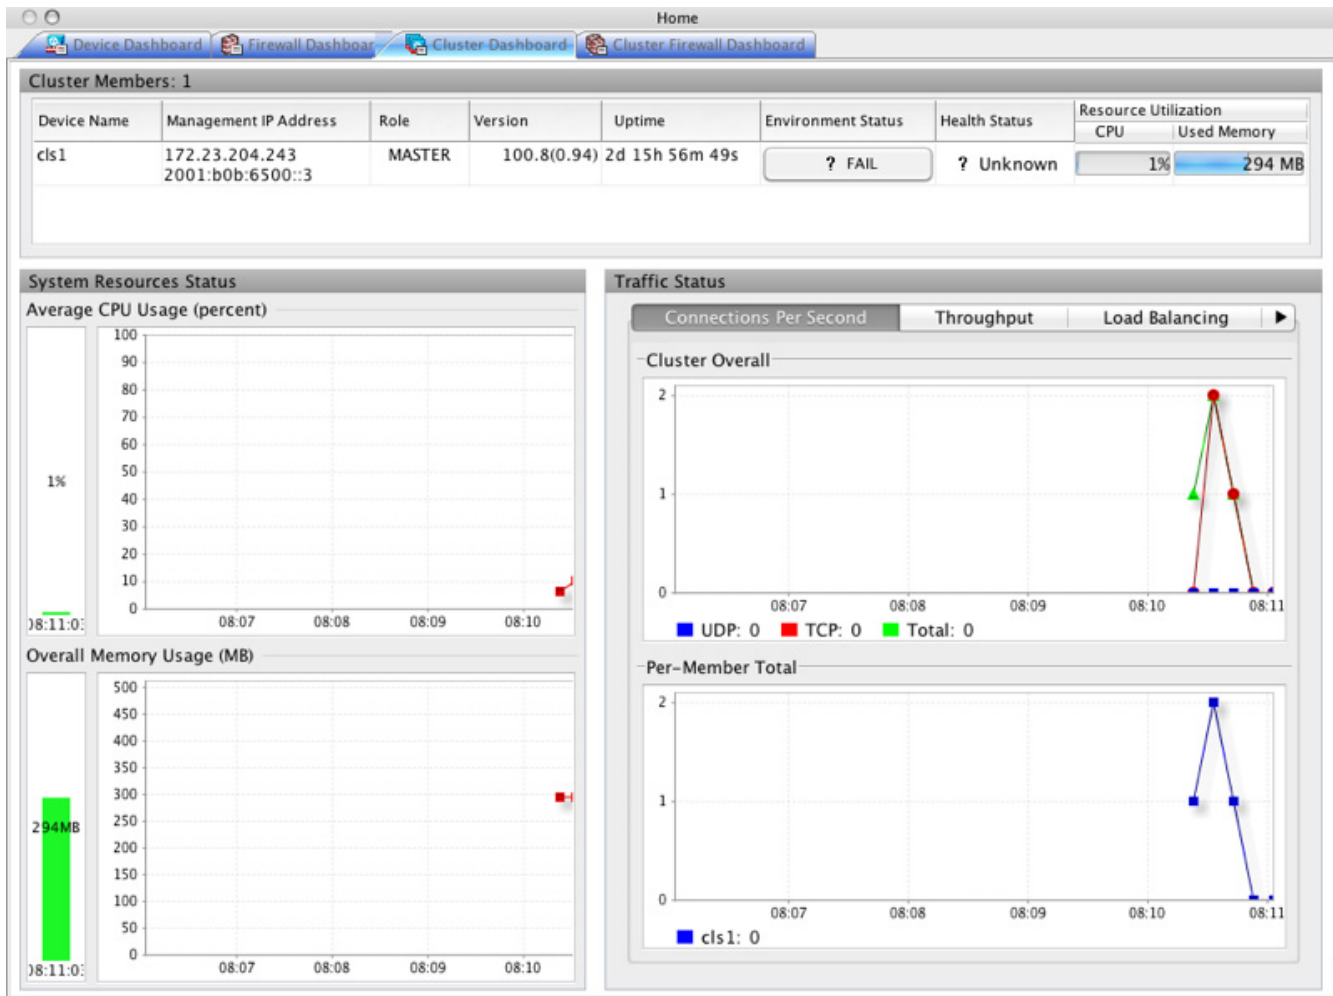 Home
Device Dashboard Firewall Dashboar Cluster Dashboard Cluster Firewall Dashboard
Cluster Members: 1
Device Name Management IP Address Role Version Uptime Environment Status Health Status Resource Utilization
CPU Used Memory
cls1 172.23.204.243 MASTER 100.8(0.94) 2d 15h 56m 49s ? FAIL ? Unknown 1% 294 MB
2001:b0b:6500::3
System Resources Status
Average CPU Usage (percent)
100
90
80
70
60
50
1%
40
30
20
10
0
08:11:0
08:07 08:08 08:09 08:10
Overall Memory Usage (MB)
500
450
400
350
300
294MB
250
200
150
100
50
0
08:11:0
08:07 08:08 08:09 08:10
Traffic Status
Connections Per Second Throughput Load Balancing
Cluster Overall
2
1
0
08:07 08:08 08:09 08:10 08:11
UDP: 0 TCP: 0 Total: 0
Per-Member Total
2
1
0
08:07 08:08 08:09 08:10 08:11
cls1: 0